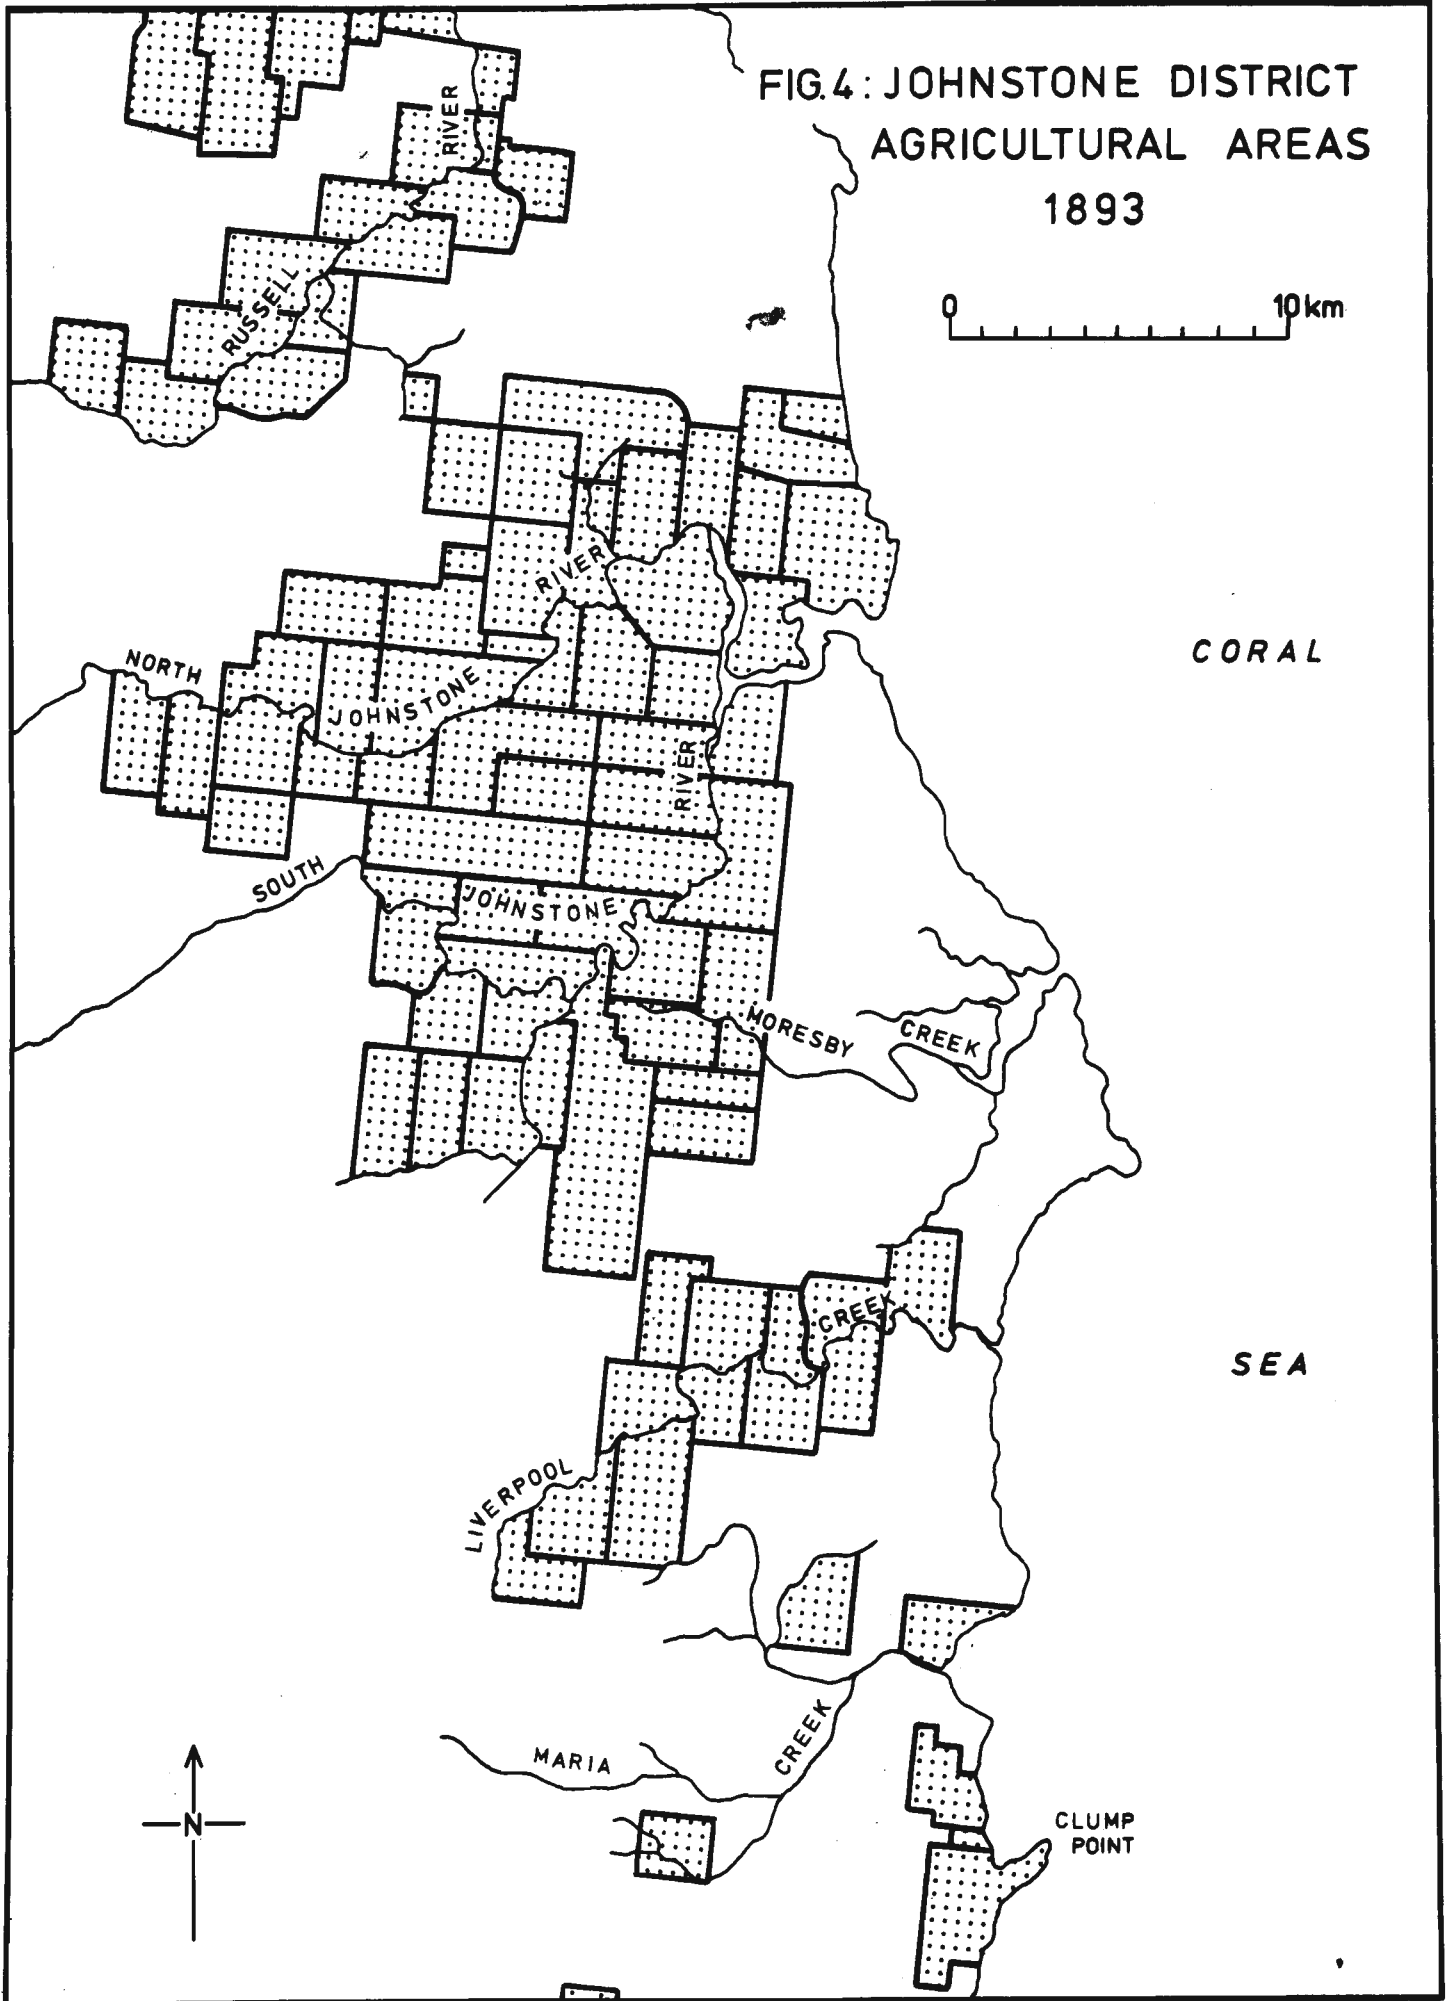 FIG.4: JOHNSTONE DISTRICT
AGRICULTURAL AREAS
1893
0 10km
RIVER
RUSSELL
RIVER
NORTH
JOHNSTONE
CORAL
RIVER
SOUTH
JOHNSTONE
MORESBY
CREEK
CREEK
SEA
LIVERPOOL
CREEK
MARIA
CLUMP
POINT
N